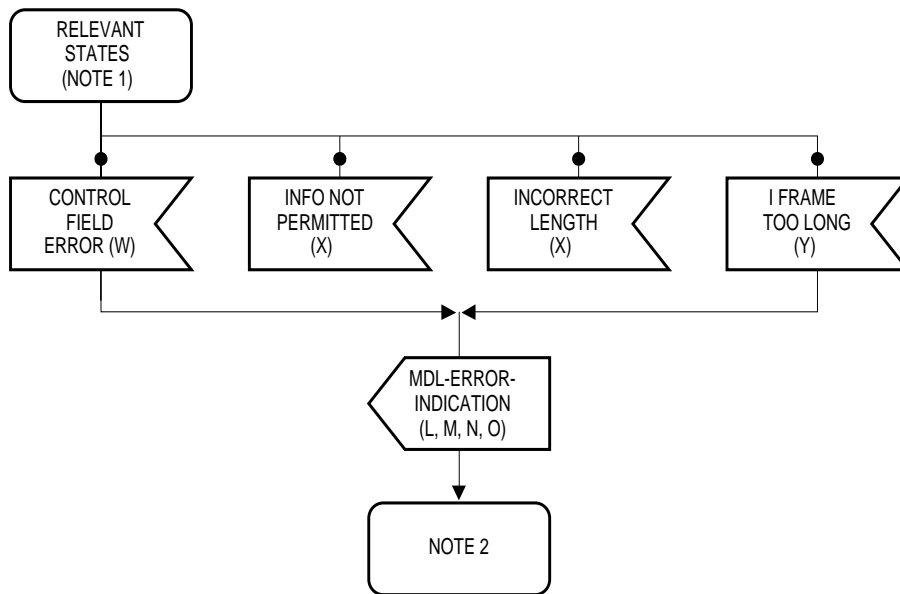 RELEVANT
STATES
(NOTE 1)
CONTROL
FIELD
ERROR (W)
INFO NOT
PERMITTED
(X)
INCORRECT
LENGTH
(X)
I FRAME
TOO LONG
(Y)
MDL-ERROR-
INDICATION
(L, M, N, O)
NOTE 2